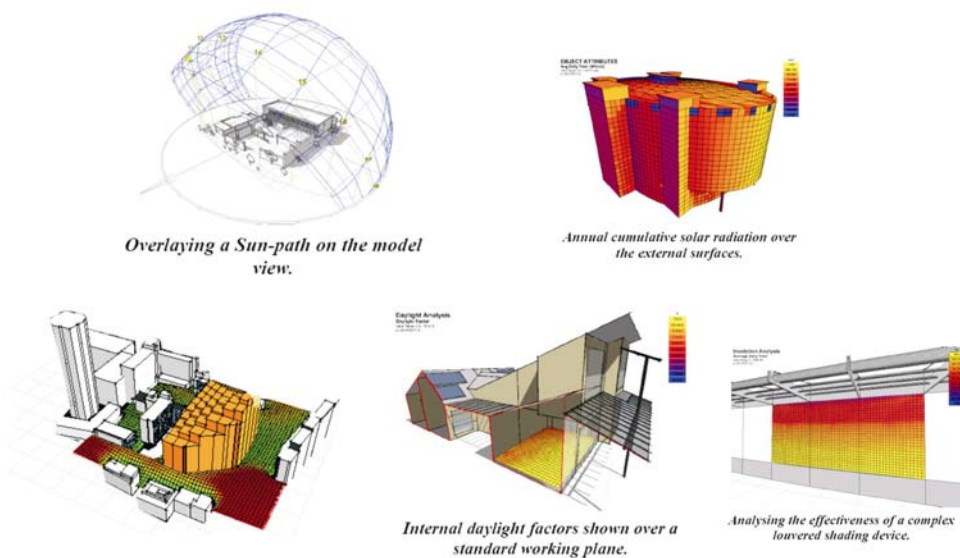 OBJECT ATTRIBUTES
Overlaying a Sun-path on the model
view.
Annual cumulative solar radiation over
the external surfaces.
Daylight Analysis
Daylight Factor
Insolation Analysis
Internal daylight factors shown over a
standard working plane.
Analysing the effectiveness of a complex
louvered shading device.